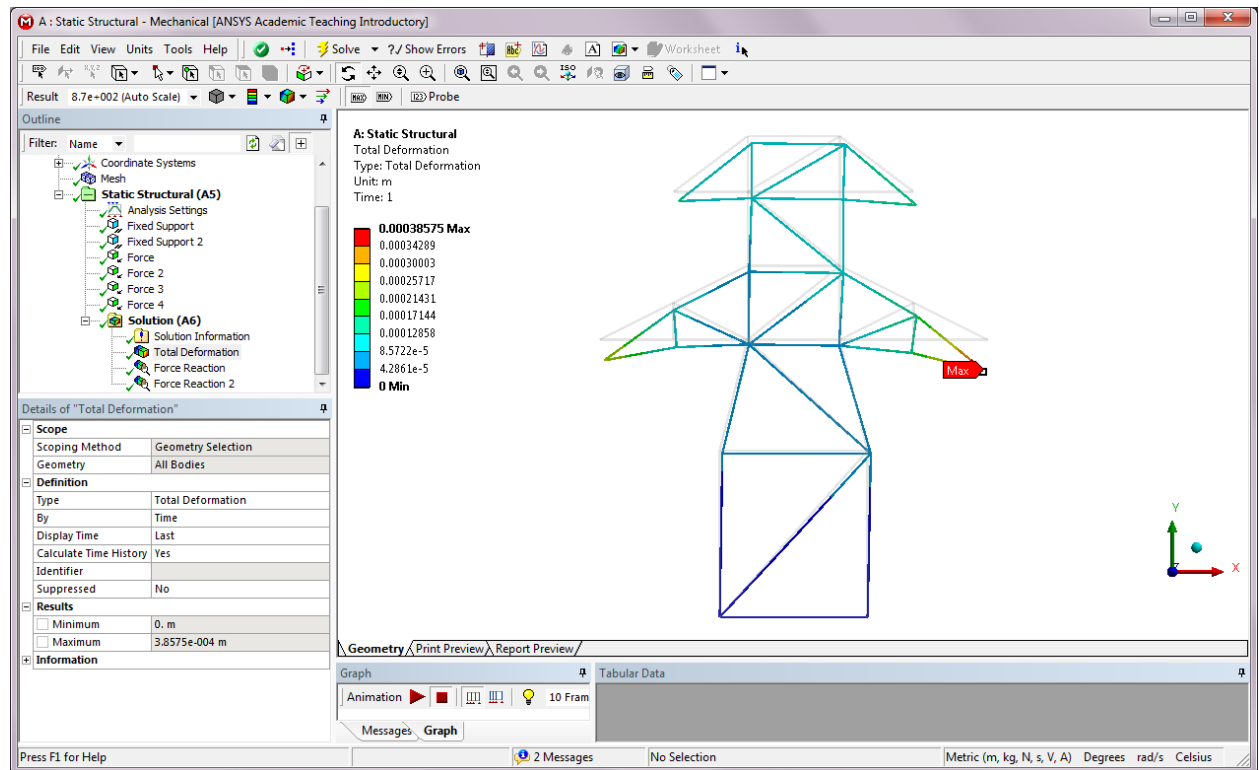 A : Static Structural - Mechanical [ANSYS Academic Teaching Introductory]
File Edit View Units Tools Help Solve ?/ Show Errors Worksheet
Result 8.7e+002 (Auto Scale) MAX MIN 123 Probe
Outline
Filter: Name
Coordinate Systems
Mesh
Static Structural (A5)
Analysis Settings
Fixed Support
Fixed Support 2
Force
Force 2
Force 3
Force 4
Solution (A6)
Solution Information
Total Deformation
Force Reaction
Force Reaction 2
Details of "Total Deformation"
Scope
Scoping Method Geometry Selection
Geometry All Bodies
Definition
Type Total Deformation
By Time
Display Time Last
Calculate Time History Yes
Identifier
Suppressed No
Results
Minimum 0. m
Maximum 3.8575e-004 m
Information
A: Static Structural
Total Deformation
Type: Total Deformation
Unit: m
Time: 1
0.00038575 Max
0.00034289
0.00030003
0.00025717
0.00021431
0.00017144
0.00012858
8.5722e-5
4.2861e-5
0 Min
Max
Y
X
Geometry Print Preview Report Preview
Graph
Animation 10 Fram
Messages Graph
Tabular Data
Press F1 for Help 2 Messages No Selection Metric (m, kg, N, s, V, A) Degrees rad/s Celsius